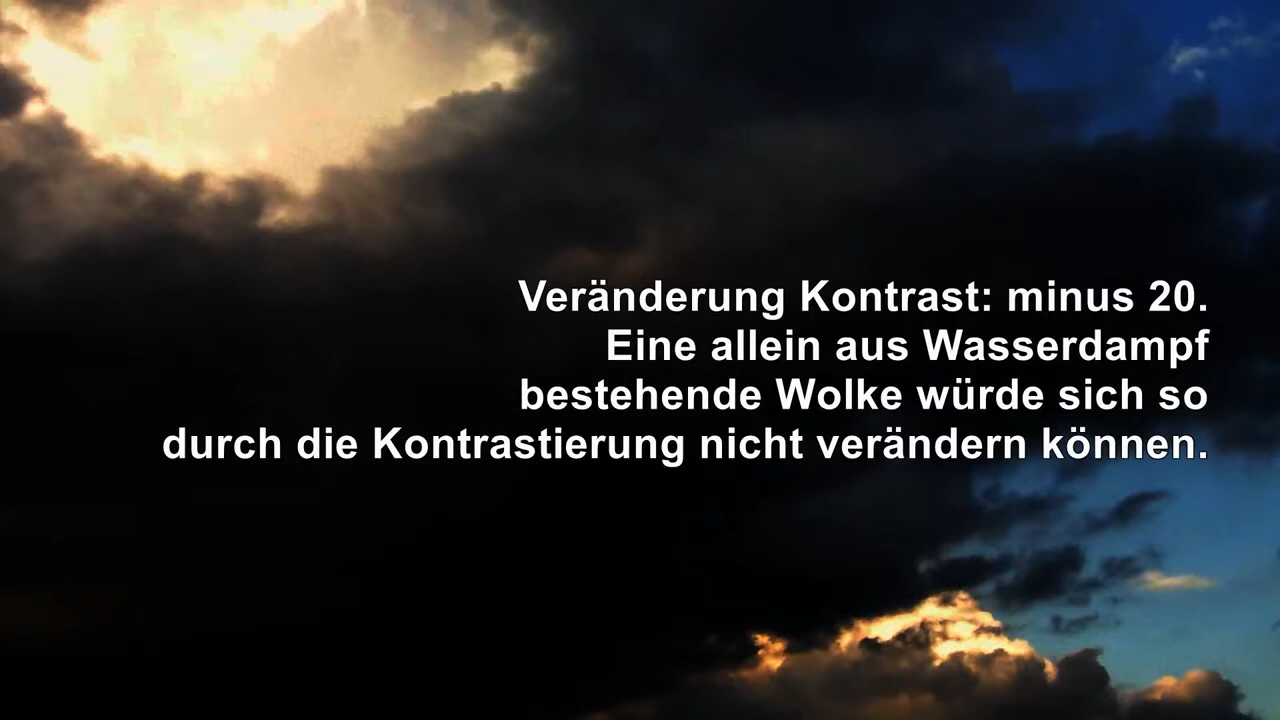 Veränderung Kontrast: minus 20.
Eine allein aus Wasserdampf
bestehende Wolke würde sich so
durch die Kontrastierung nicht verändern können.